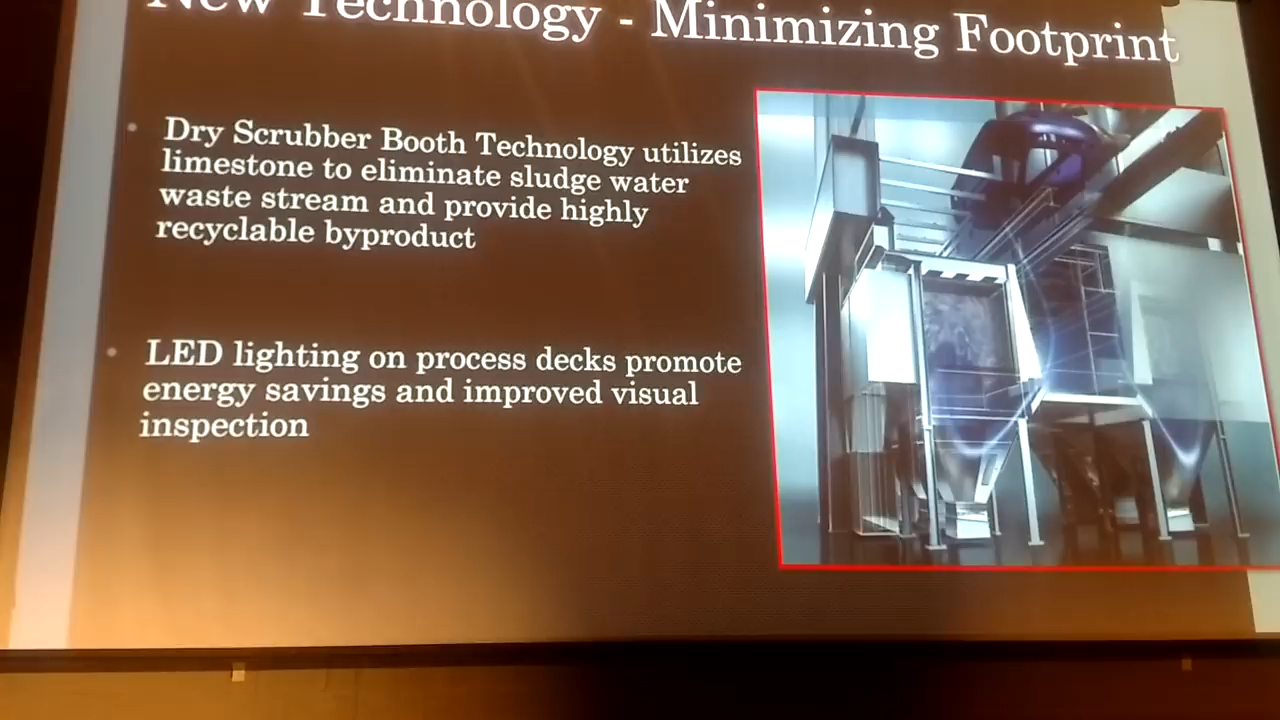 New Technology - Minimizing Footprint
Dry Scrubber Booth Technology utilizes
limestone to eliminate sludge water
waste stream and provide highly
recyclable byproduct
LED lighting on process decks promote
energy savings and improved visual
inspection